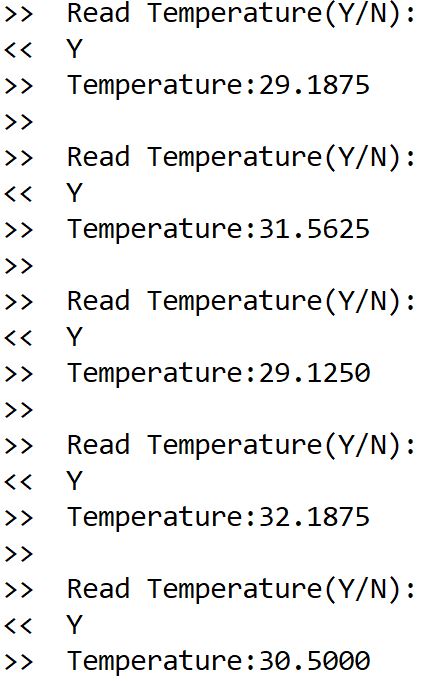 >> Read Temperature(Y/N):
<< Y
>> Temperature:29.1875
>>
>> Read Temperature(Y/N):
<< Y
>> Temperature:31.5625
>>
>> Read Temperature(Y/N):
<< Y
>> Temperature:29.1250
>>
>> Read Temperature(Y/N):
<< Y
>> Temperature:32.1875
>>
>> Read Temperature(Y/N):
<< Y
>> Temperature:30.5000